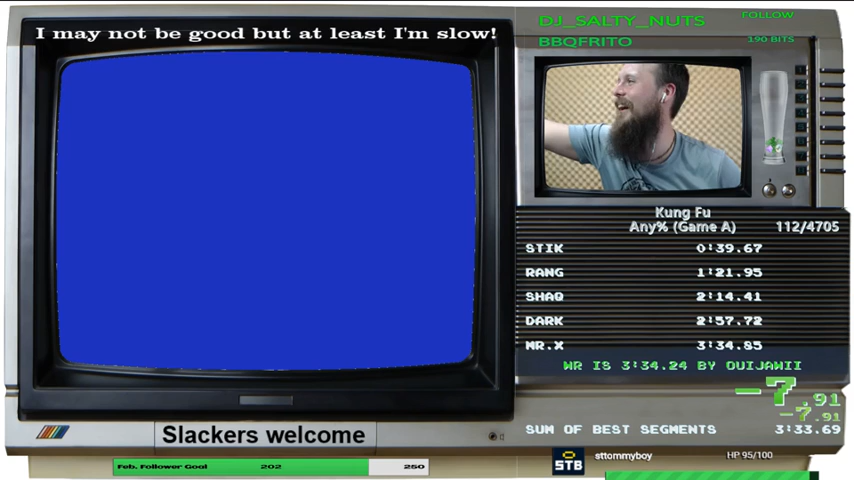 I may not be good but at least I'm slow!
DJ_SALTY_NUTS
FOLLOW
BBQFRITO
190 BITS
Kung Fu
Any% (Game A)
112/4705
STIK 0:39.67
RANG 1:21.95
SHAQ 2:14.41
DARK 2:57.72
MR.X 3:34.85
WR IS 3:34.24 BY OUIJAWII
-7.91
-7.91
SUM OF BEST SEGMENTS 3:33.69
Slackers welcome
Feb. Follower Goal 202 250
STB
sttommyboy
HP 95/100